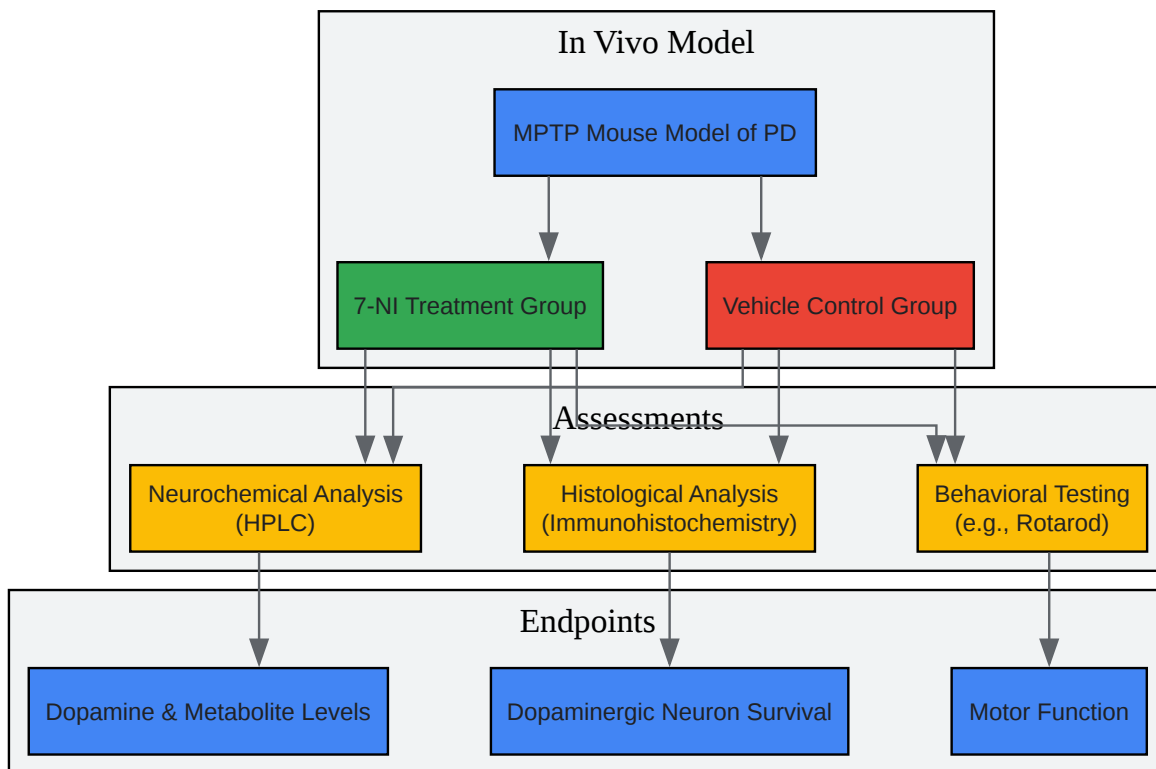 In Vivo Model
MPTP Mouse Model of PD
7-NI Treatment Group
Vehicle Control Group
Assessments
Neurochemical Analysis
(HPLC)
Histological Analysis
(Immunohistochemistry)
Behavioral Testing
(e.g., Rotarod)
Endpoints
Dopamine & Metabolite Levels
Dopaminergic Neuron Survival
Motor Function